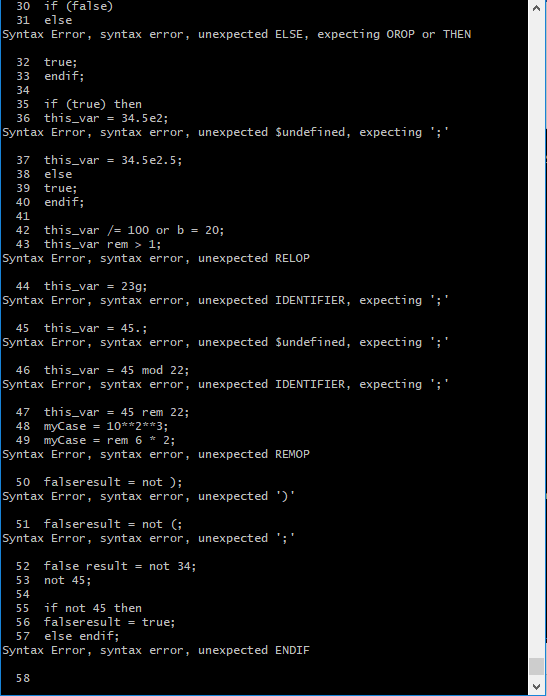 30 if (false)
31 else
Syntax Error, syntax error, unexpected ELSE, expecting OROP or THEN
32 true;
33 endif;
34
35 if (true) then
36 this_var = 34.5e2;
Syntax Error, syntax error, unexpected $undefined, expecting ';'
37 this_var = 34.5e2.5;
38 else
39 true;
40 endif;
41
42 this_var /= 100 or b = 20;
43 this_var rem > 1;
Syntax Error, syntax error, unexpected RELOP
44 this_var = 23g;
Syntax Error, syntax error, unexpected IDENTIFIER, expecting ';'
45 this_var = 45.;
Syntax Error, syntax error, unexpected $undefined, expecting ';'
46 this_var = 45 mod 22;
Syntax Error, syntax error, unexpected IDENTIFIER, expecting ';'
47 this_var = 45 rem 22;
48 myCase = 10**2**3;
49 myCase = rem 6 * 2;
Syntax Error, syntax error, unexpected REMOP
50 falseresult = not );
Syntax Error, syntax error, unexpected ')'
51 falseresult = not (;
Syntax Error, syntax error, unexpected ';'
52 false result = not 34;
53 not 45;
54
55 if not 45 then
56 falseresult = true;
57 else endif;
Syntax Error, syntax error, unexpected ENDIF
58